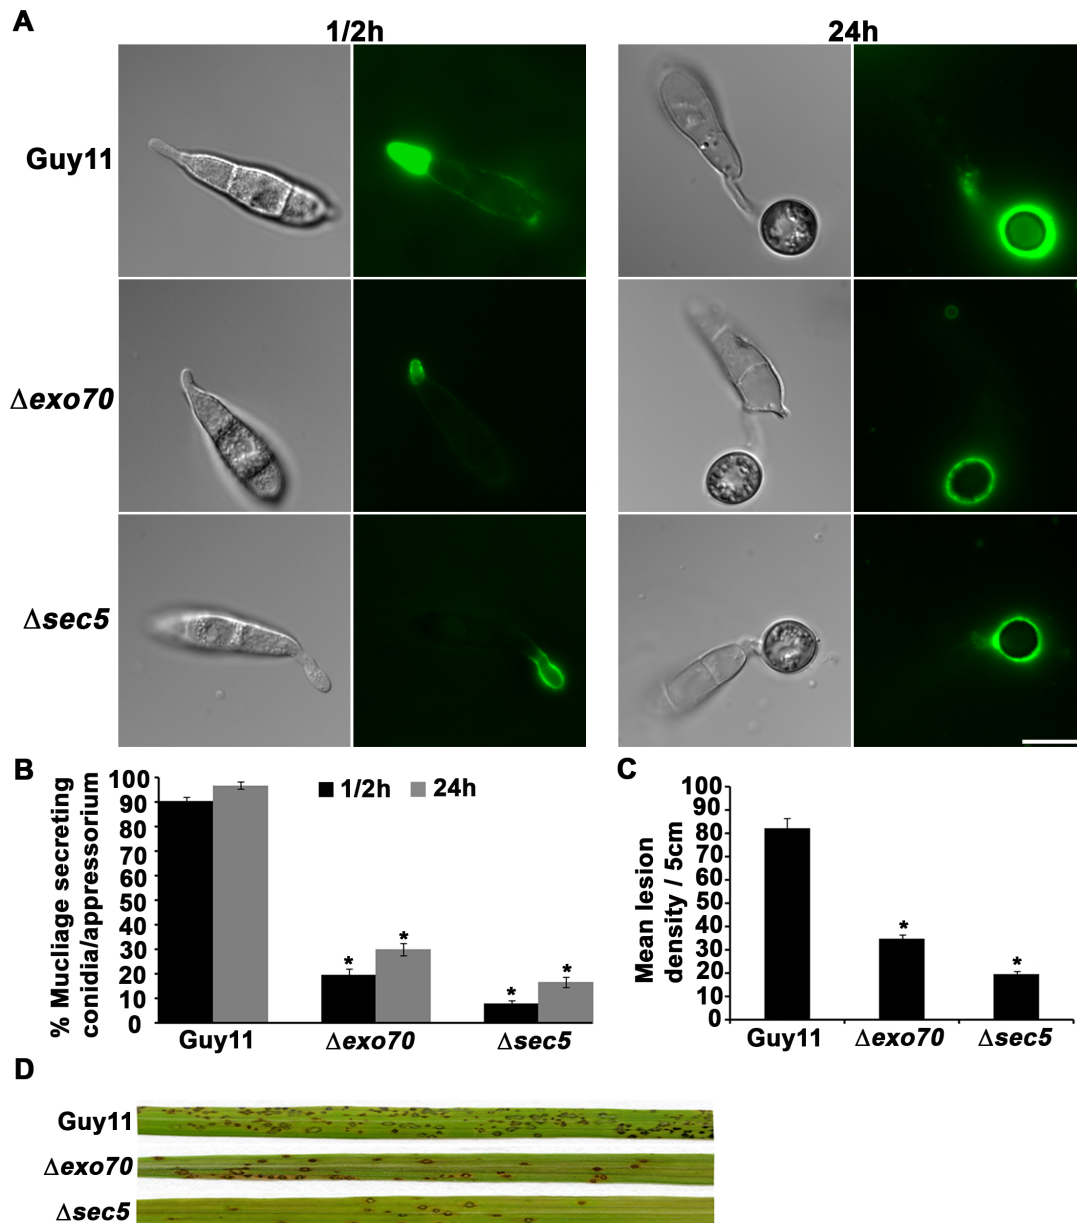 A
1/2h
24h
Guy11
Δexo70
Δsec5
B
% Mucliage secreting
conidia/appressorium
100
90
80
70
60
50
40
30
20
10
0
1/2h
24h
*
*
*
*
Guy11
Δexo70
Δsec5
C
Mean lesion
density / 5cm
100
90
80
70
60
50
40
30
20
10
0
*
*
Guy11
Δexo70
Δsec5
D
Guy11
Δexo70
Δsec5